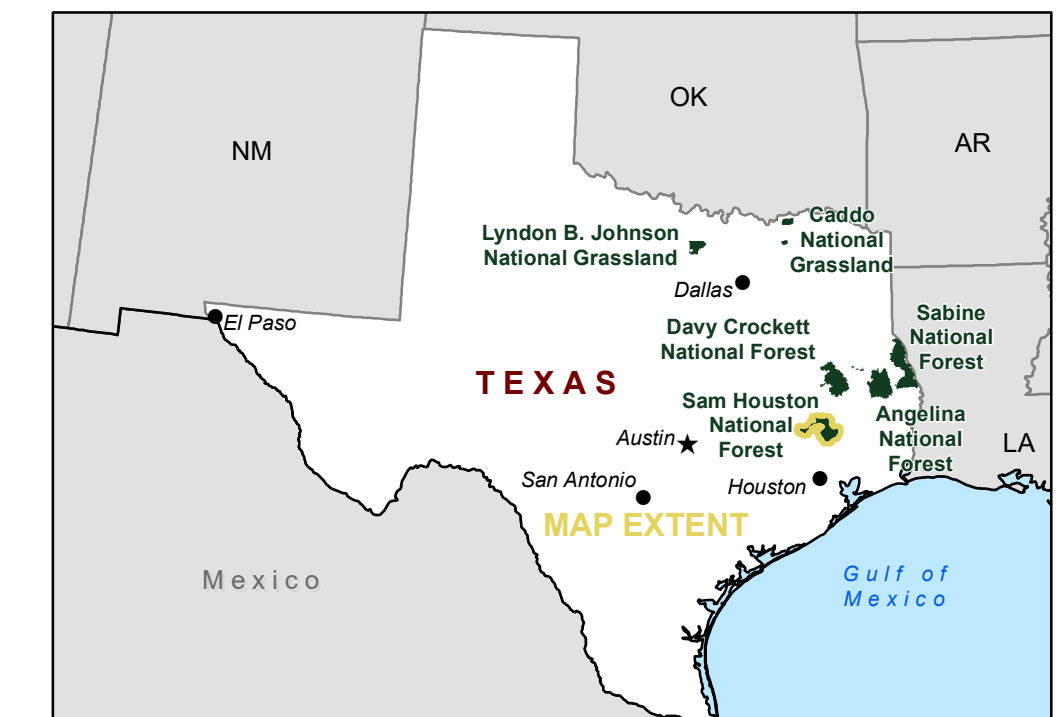 OK
AR
NM
Caddo
National
Grassland
Lyndon B. Johnson
National Grassland
Dallas
El Paso
Sabine
National
Forest
Davy Crockett
National Forest
TEXAS
Sam Houston
National
Forest
Angelina
National
Forest
Austin
LA
San Antonio
Houston
MAP EXTENT
Mexico
Gulf of
Mexico